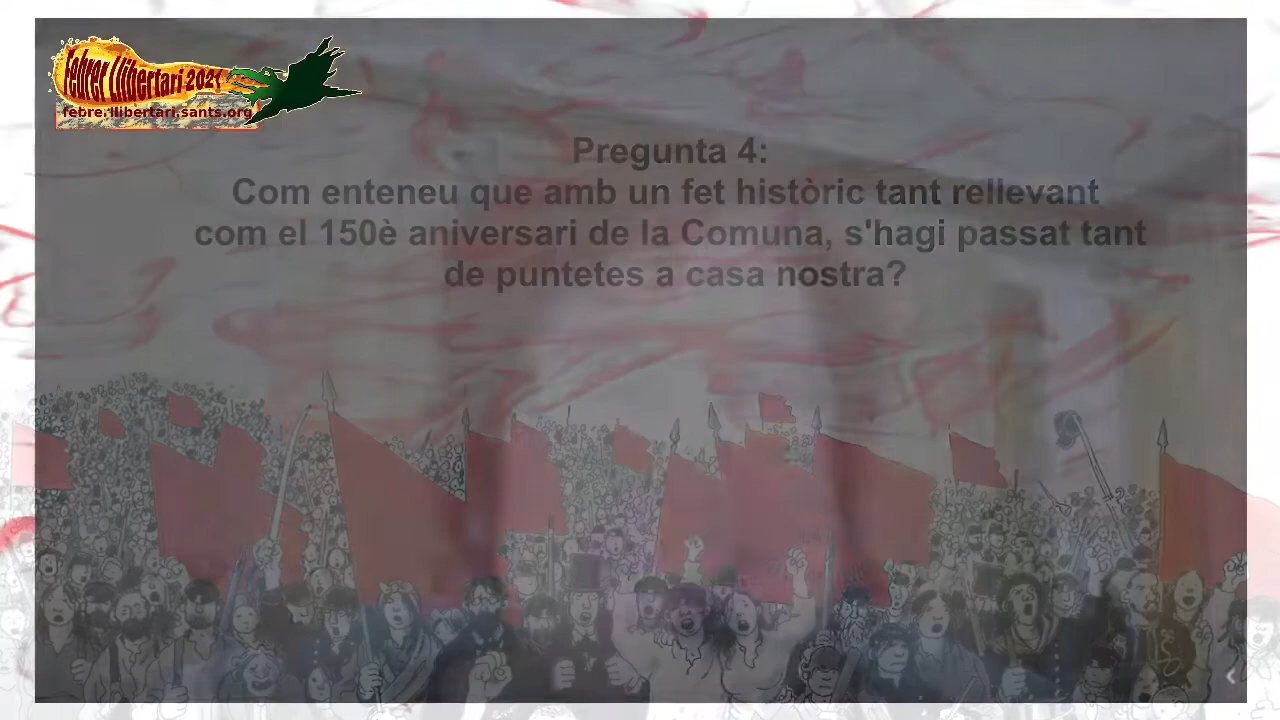 Febrer Llibertari 2021
febrer.llibertari.sants.org
Pregunta 4:
Com enteneu que amb un fet històric tant rellevant
com el 150è aniversari de la Comuna, s'hagi passat tant
de puntetes a casa nostra?